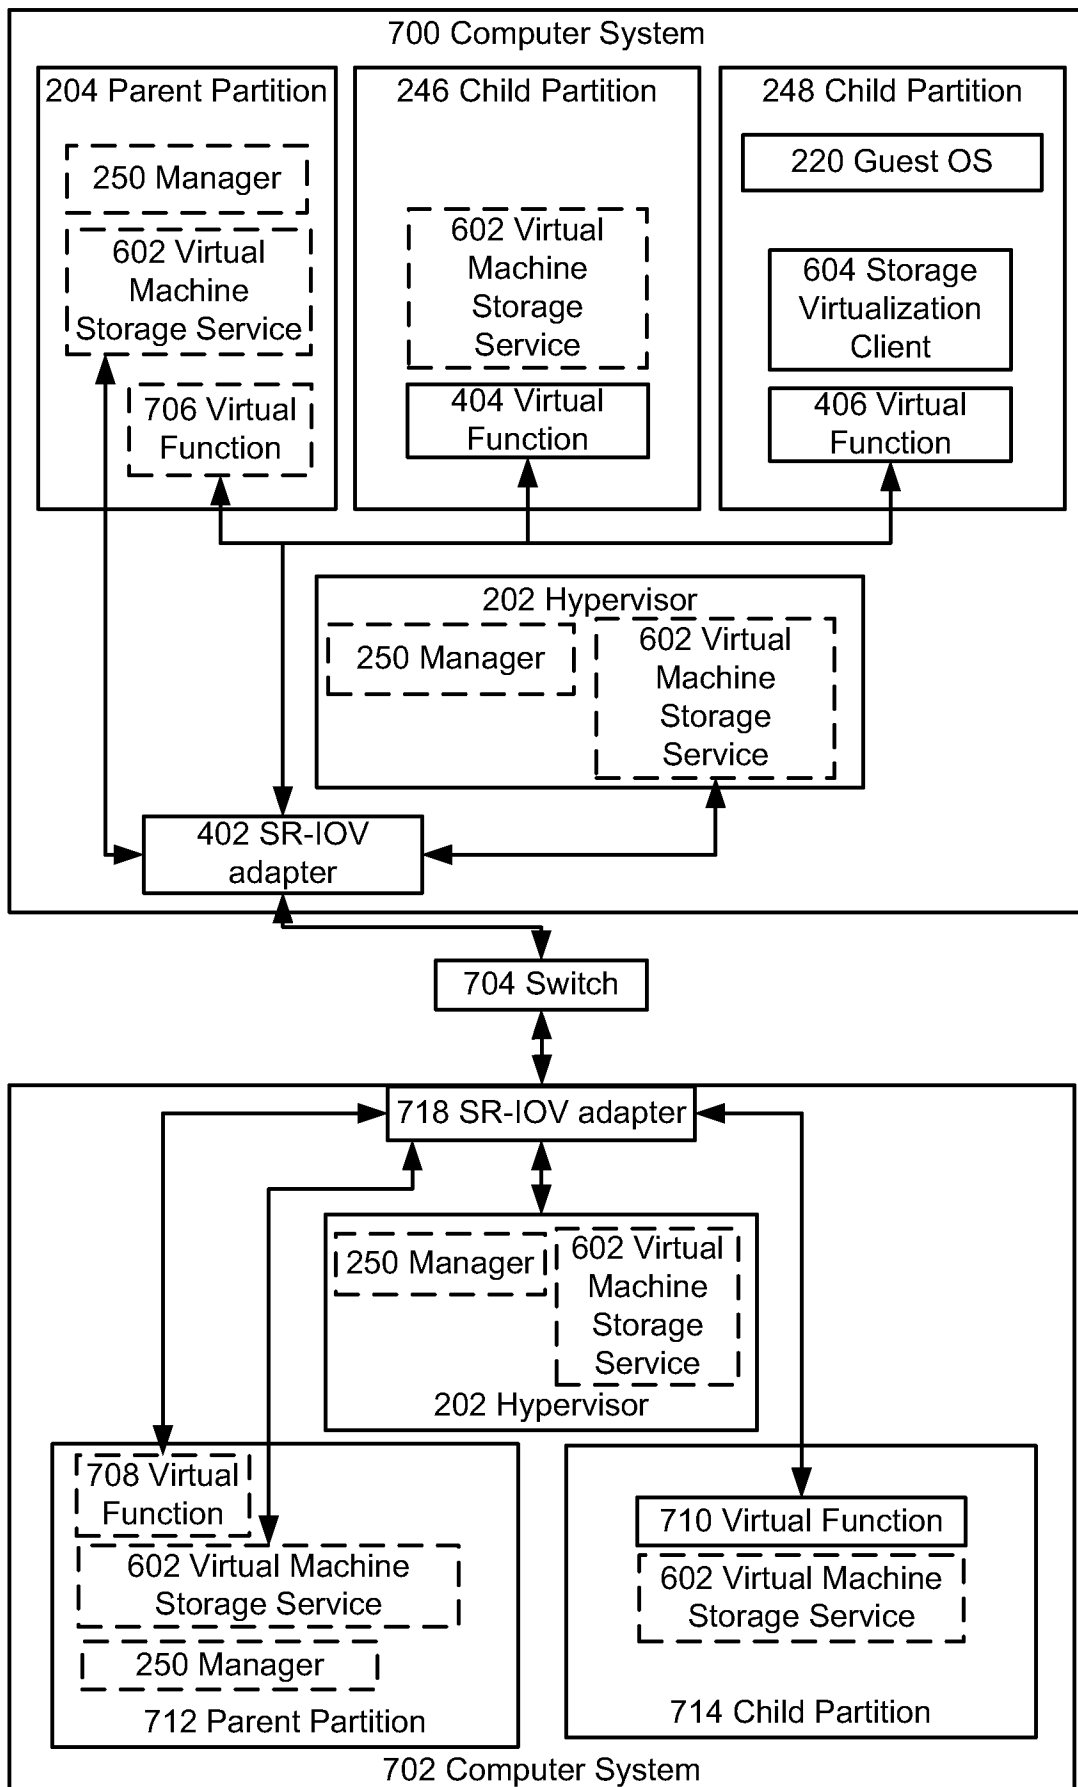 700 Computer System
204 Parent Partition
250 Manager
602 Virtual
Machine
Storage Service
706 Virtual
Function
246 Child Partition
602 Virtual
Machine
Storage
Service
404 Virtual
Function
248 Child Partition
220 Guest OS
604 Storage
Virtualization
Client
406 Virtual
Function
202 Hypervisor
250 Manager
602 Virtual
Machine
Storage
Service
402 SR-IOV
adapter
704 Switch
718 SR-IOV adapter
250 Manager
602 Virtual
Machine
Storage
Service
202 Hypervisor
708 Virtual
Function
602 Virtual Machine
Storage Service
250 Manager
712 Parent Partition
710 Virtual Function
602 Virtual Machine
Storage Service
714 Child Partition
702 Computer System